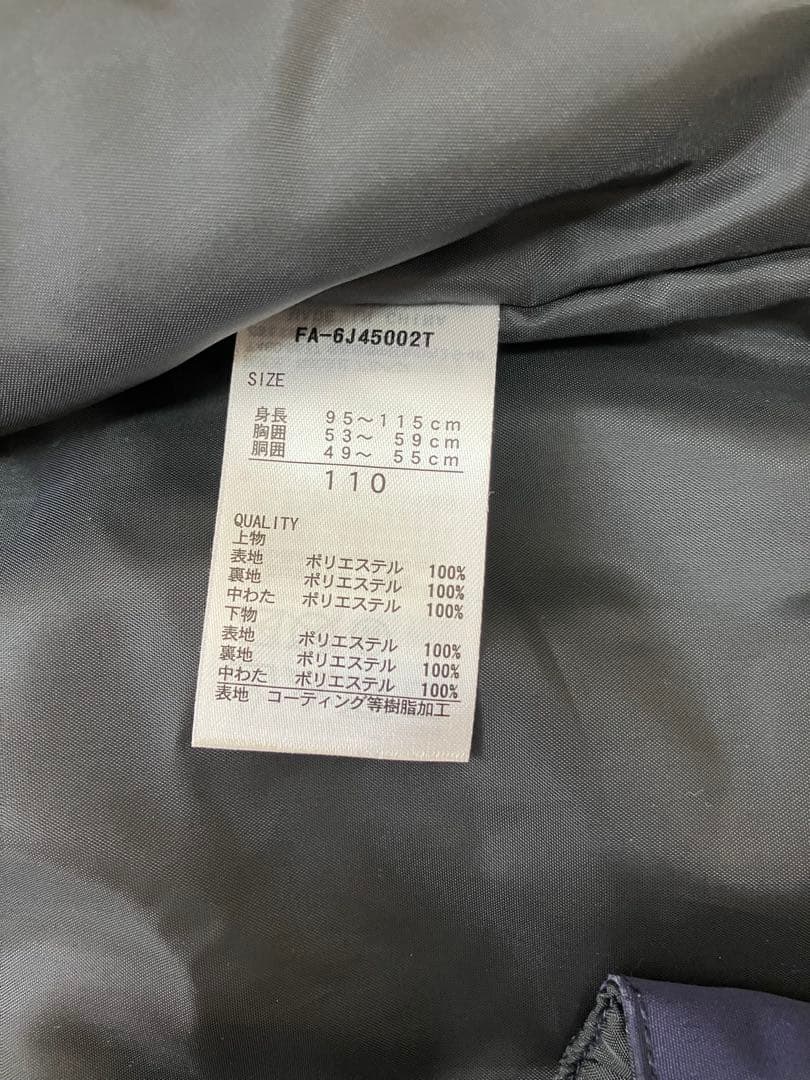 FA-6J45002T
SIZE
身長 95～115cm
胸囲 53～ 59cm
胴囲 49～ 55cm
110
QUALITY
上物
表地 ポリエステル 100%
裏地 ポリエステル 100%
中わた ポリエステル 100%
下物
表地 ポリエステル 100%
裏地 ポリエステル 100%
中わた ポリエステル 100%
表地 コーティング等樹脂加工